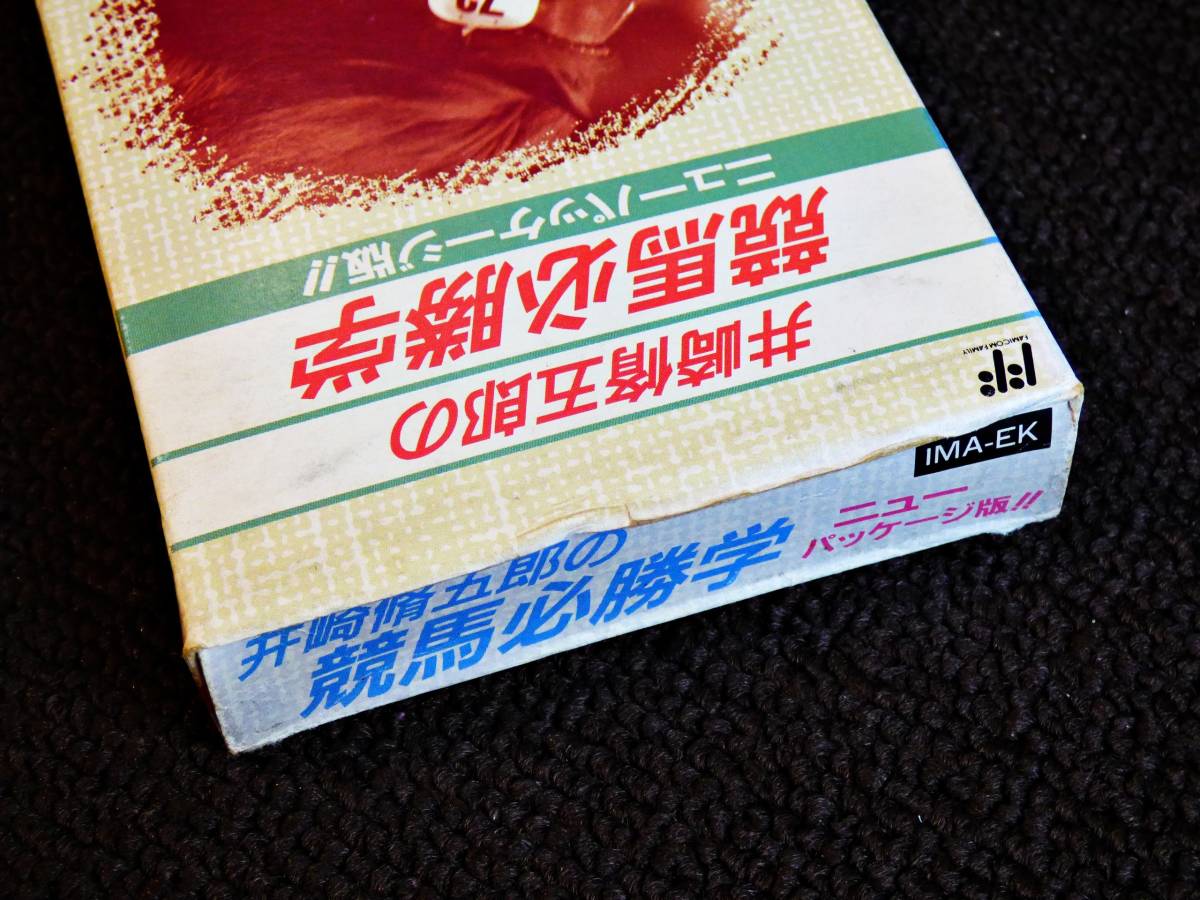 井崎脩五郎の
競馬必勝学
ニューパッケージ版!!
FAMICOM FAMILY
IMA-EK
井崎脩五郎の
競馬必勝学
ニュー
パッケージ版!!